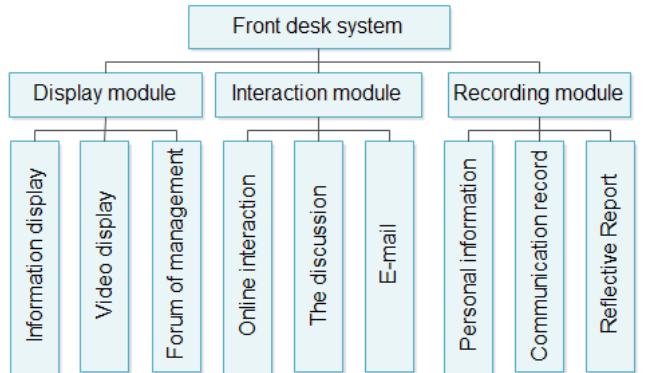 Front desk system
Display module
Interaction module
Recording module
Information display
Video display
Forum of management
Online interaction
The discussion
E-mail
Personal information
Communication record
Reflective Report